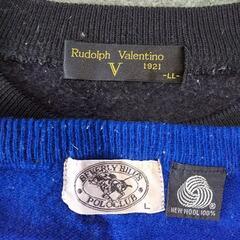 Rudolph Valentino
V
1921
-LL-
BEVERLY HILLS
POLO CLUB
L
NEW WOOL 100%